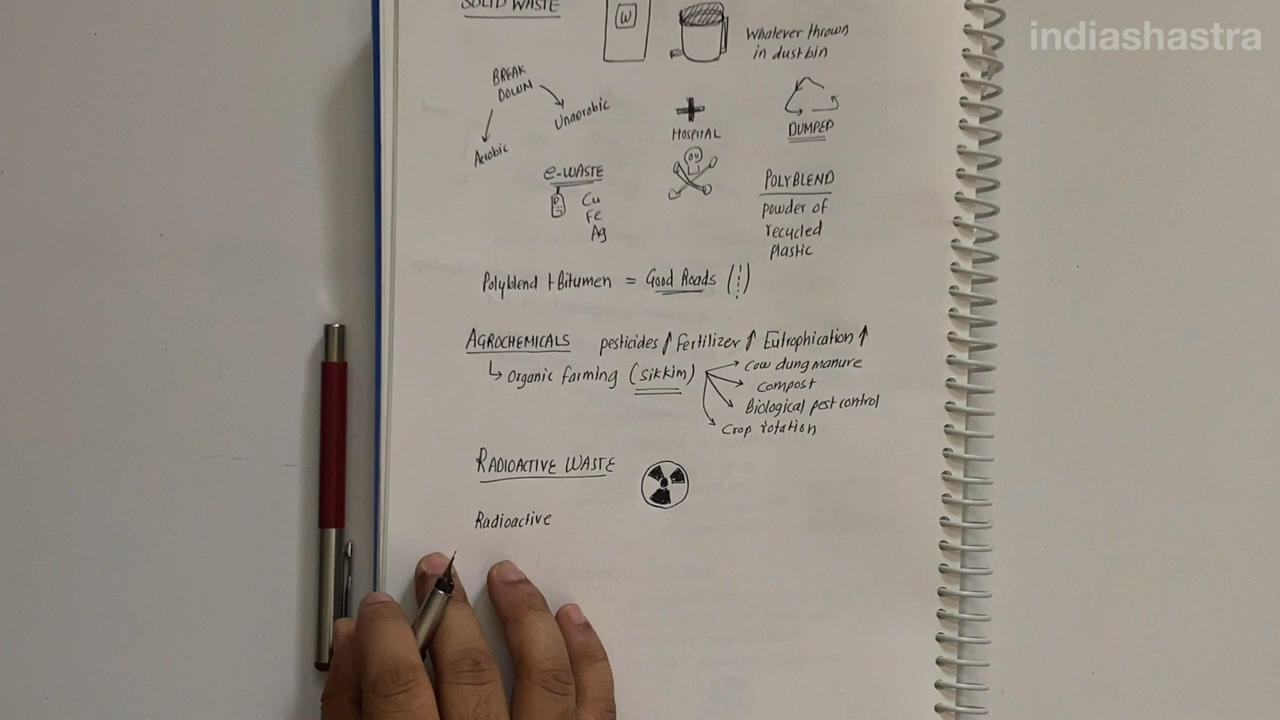 indiashastra
SOLID WASTE
W
Whatever thrown
in dustbin
BREAK
DOWN
Unaerobic
Aerobic
HOSPITAL
DUMPED
e-WASTE
Cu
Fe
Ag
POLYBLEND
powder of
recycled
plastic
Polyblend + Bitumen = Good Roads
AGROCHEMICALS pesticides ↑ Fertilizer ↑ Eutrophication ↑
↳ Organic farming (Sikkim)
Cow dung manure
Compost
Biological pest control
Crop rotation
RADIOACTIVE WASTE
Radioactive